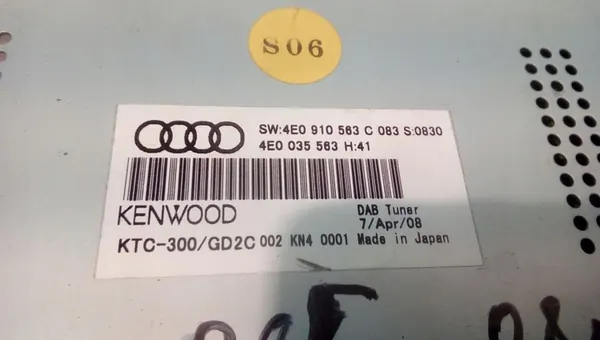 S06
SW:4E0 910 563 C 083 S:0830
4E0 035 563 H:41
KENWOOD
DAB Tuner
7/Apr/08
KTC-300/GD2C 002 KN4 0001 Made in Japan